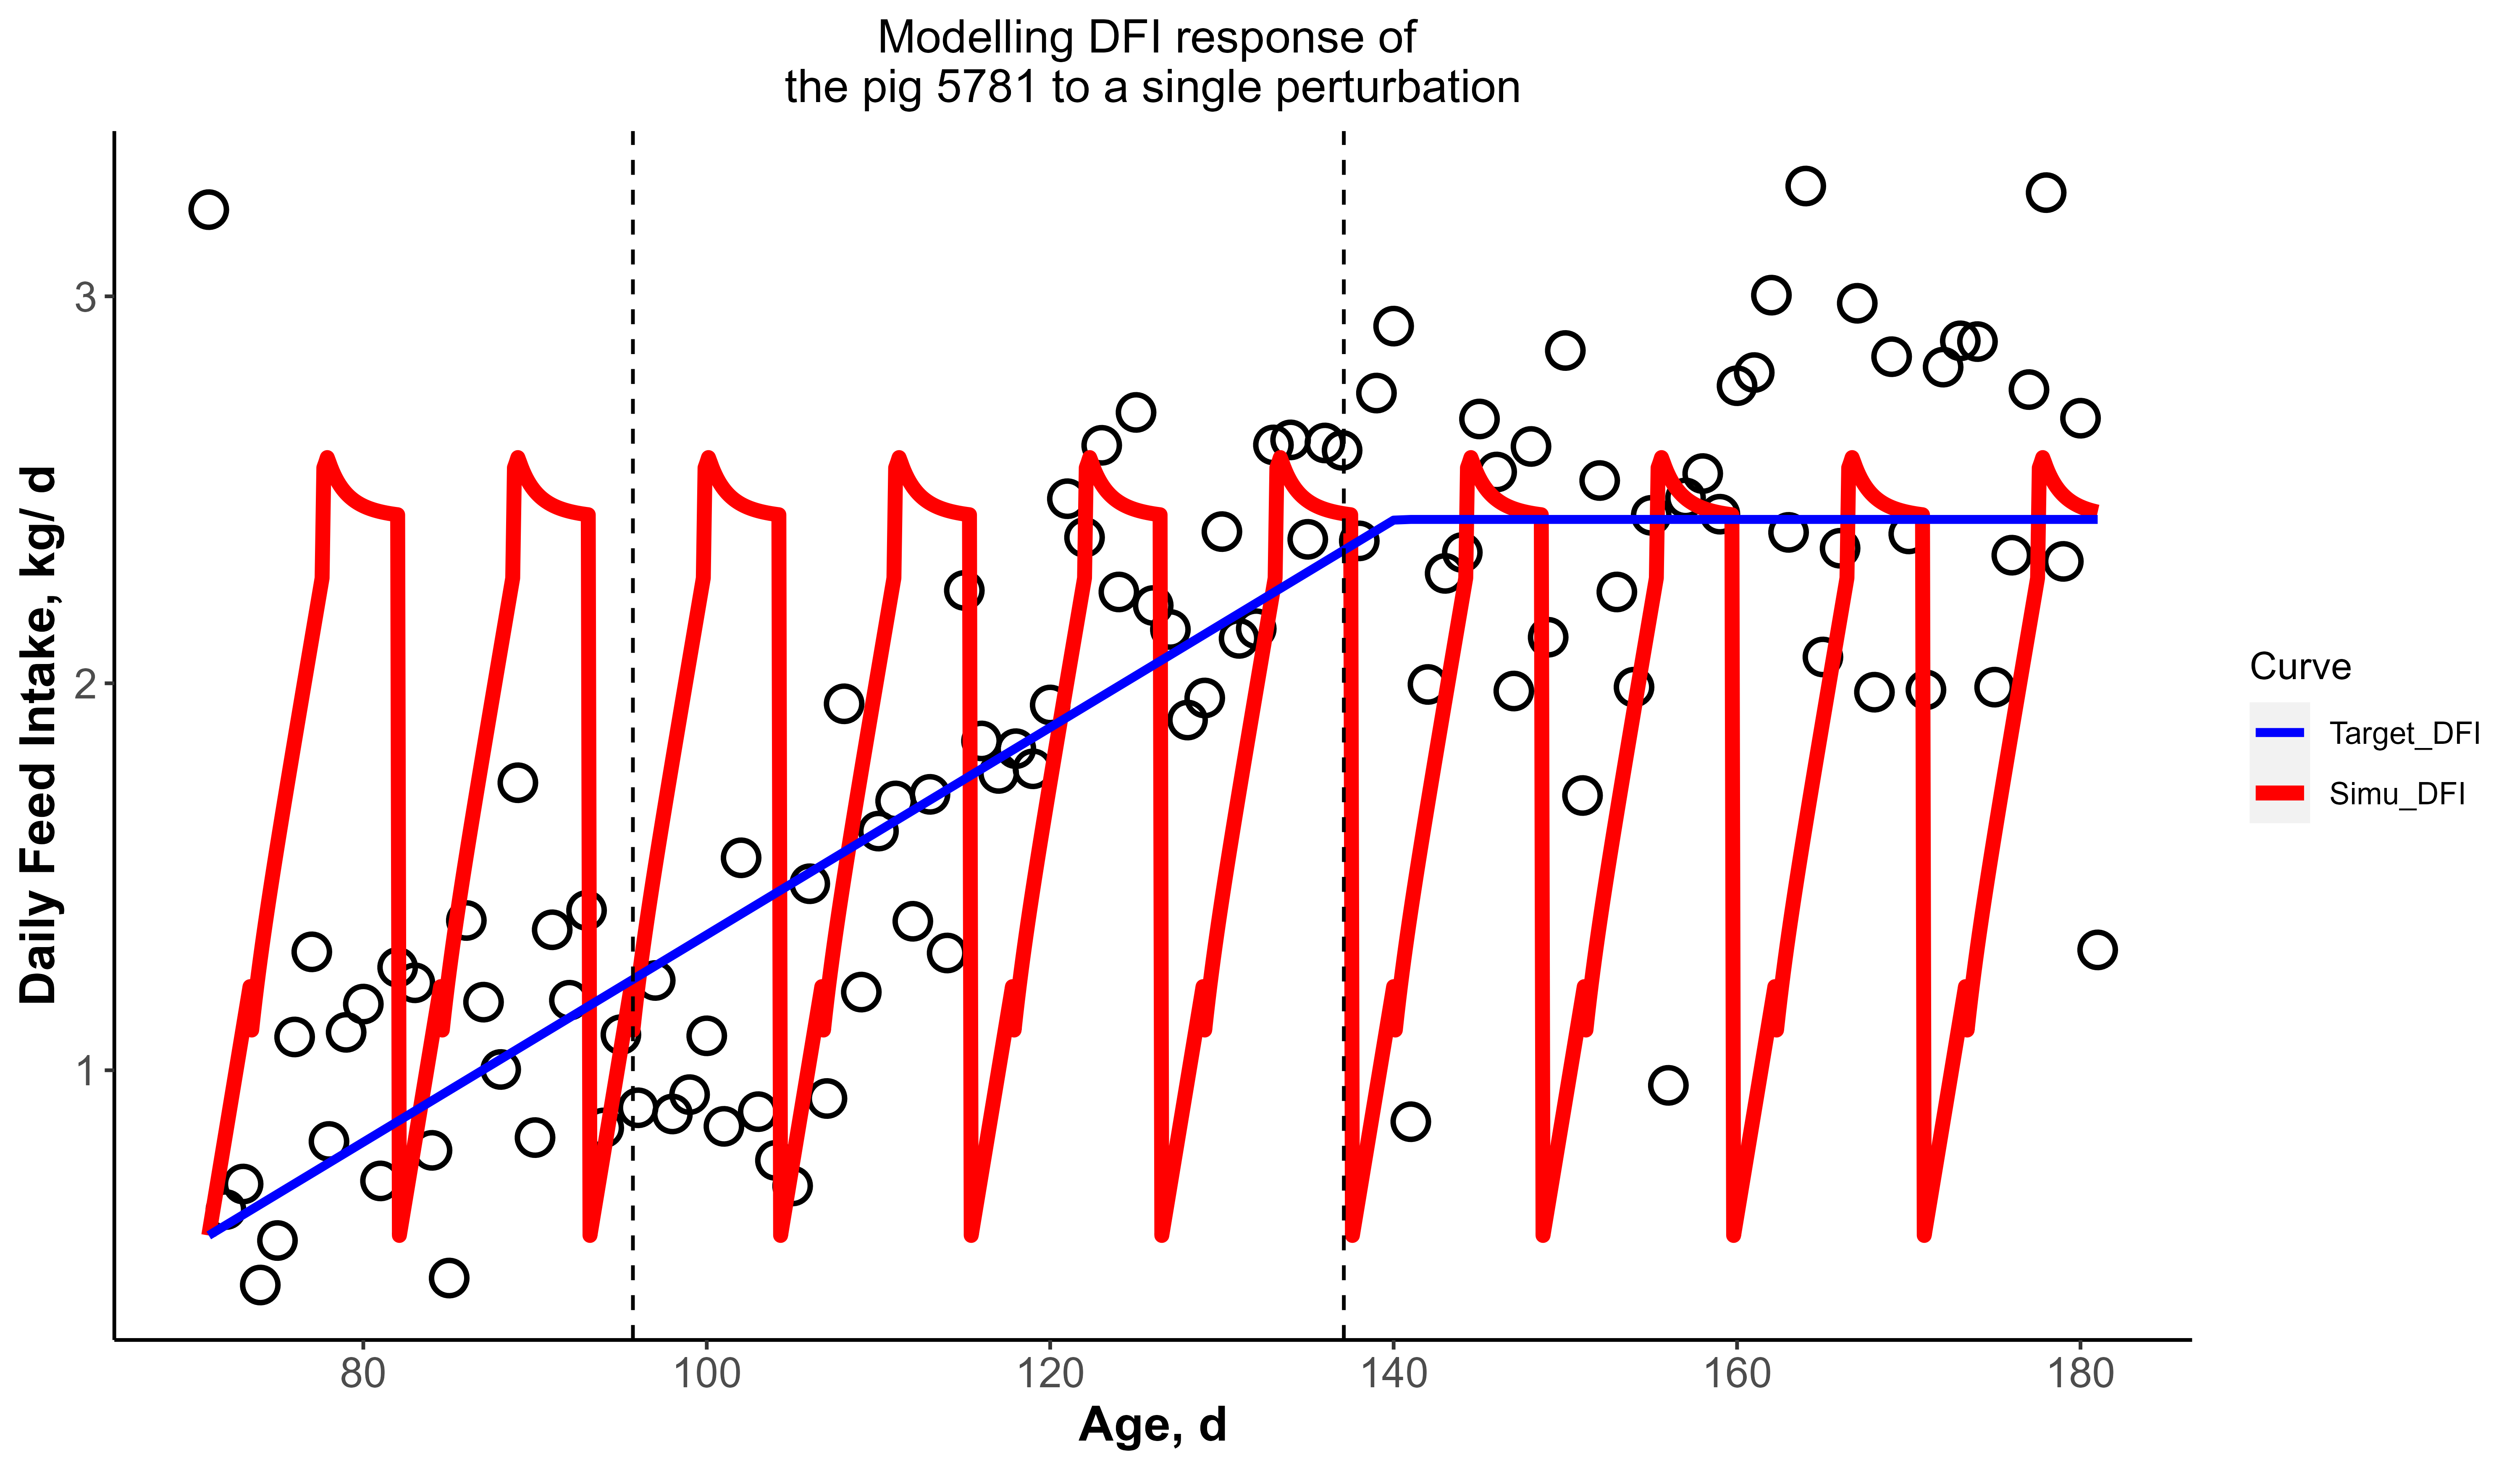 Modelling DFI response of
the pig 5781 to a single perturbation
Daily Feed Intake, kg/ d
3
2
1
80 100 120 140 160 180
Age, d
Curve
Target_DFI
Simu_DFI